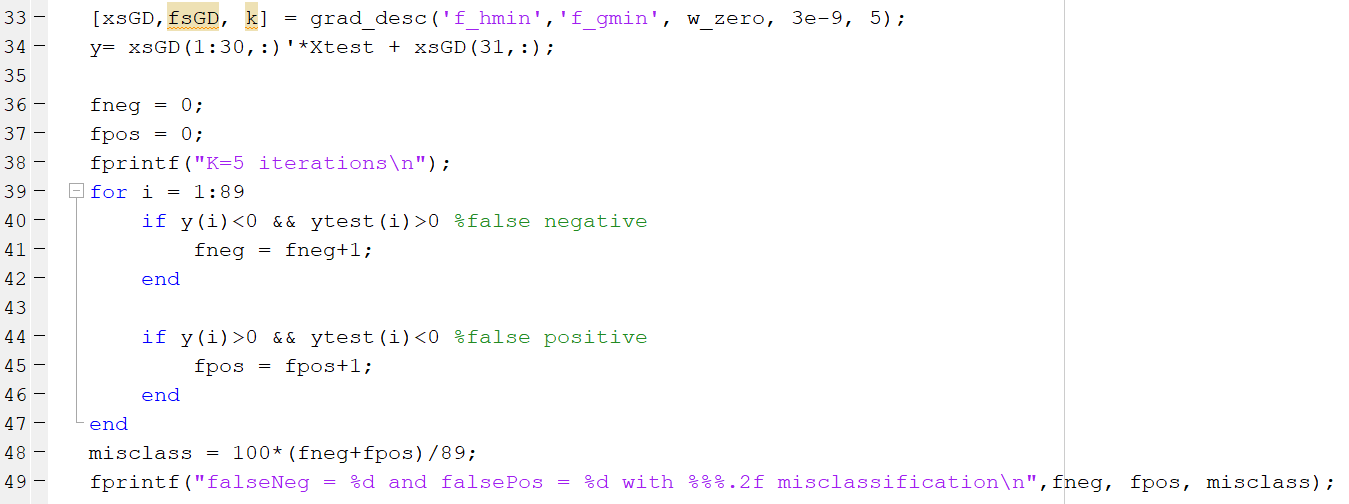 33 [xsGD,fsGD, k] = grad_desc('f_hmin','f_gmin', w_zero, 3e-9, 5);
34 y= xsGD(1:30,:)'*Xtest + xsGD(31,:);
35
36 fneg = 0;
37 fpos = 0;
38 fprintf("K=5 iterations\n");
39 for i = 1:89
40 if y(i)<0 && ytest(i)>0 %false negative
41 fneg = fneg+1;
42 end
43
44 if y(i)>0 && ytest(i)<0 %false positive
45 fpos = fpos+1;
46 end
47 end
48 misclass = 100*(fneg+fpos)/89;
49 fprintf("falseNeg = %d and falsePos = %d with %%%.2f misclassification\n",fneg, fpos, misclass);